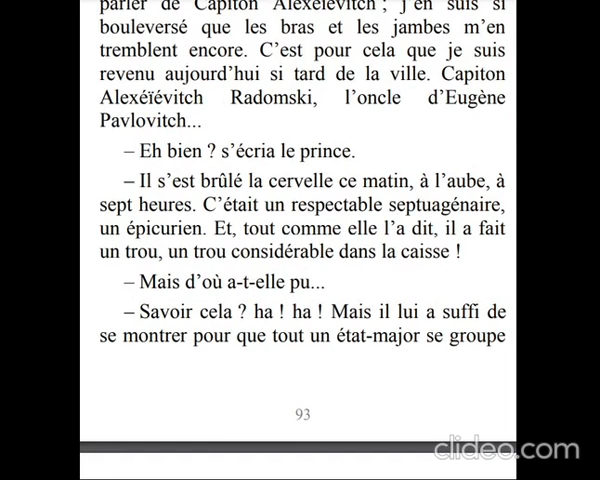 parler de Capiton Alexéïévitch ; j’en suis si
bouleversé que les bras et les jambes m’en
tremblent encore. C’est pour cela que je suis
revenu aujourd’hui si tard de la ville. Capiton
Alexéïévitch Radomski, l’oncle d’Eugène
Pavlovitch...
– Eh bien ? s’écria le prince.
– Il s’est brûlé la cervelle ce matin, à l’aube, à
sept heures. C’était un respectable septuagénaire,
un épicurien. Et, tout comme elle l’a dit, il a fait
un trou, un trou considérable dans la caisse !
– Mais d’où a-t-elle pu...
– Savoir cela ? ha ! ha ! Mais il lui a suffi de
se montrer pour que tout un état-major se groupe
93
clideo.com